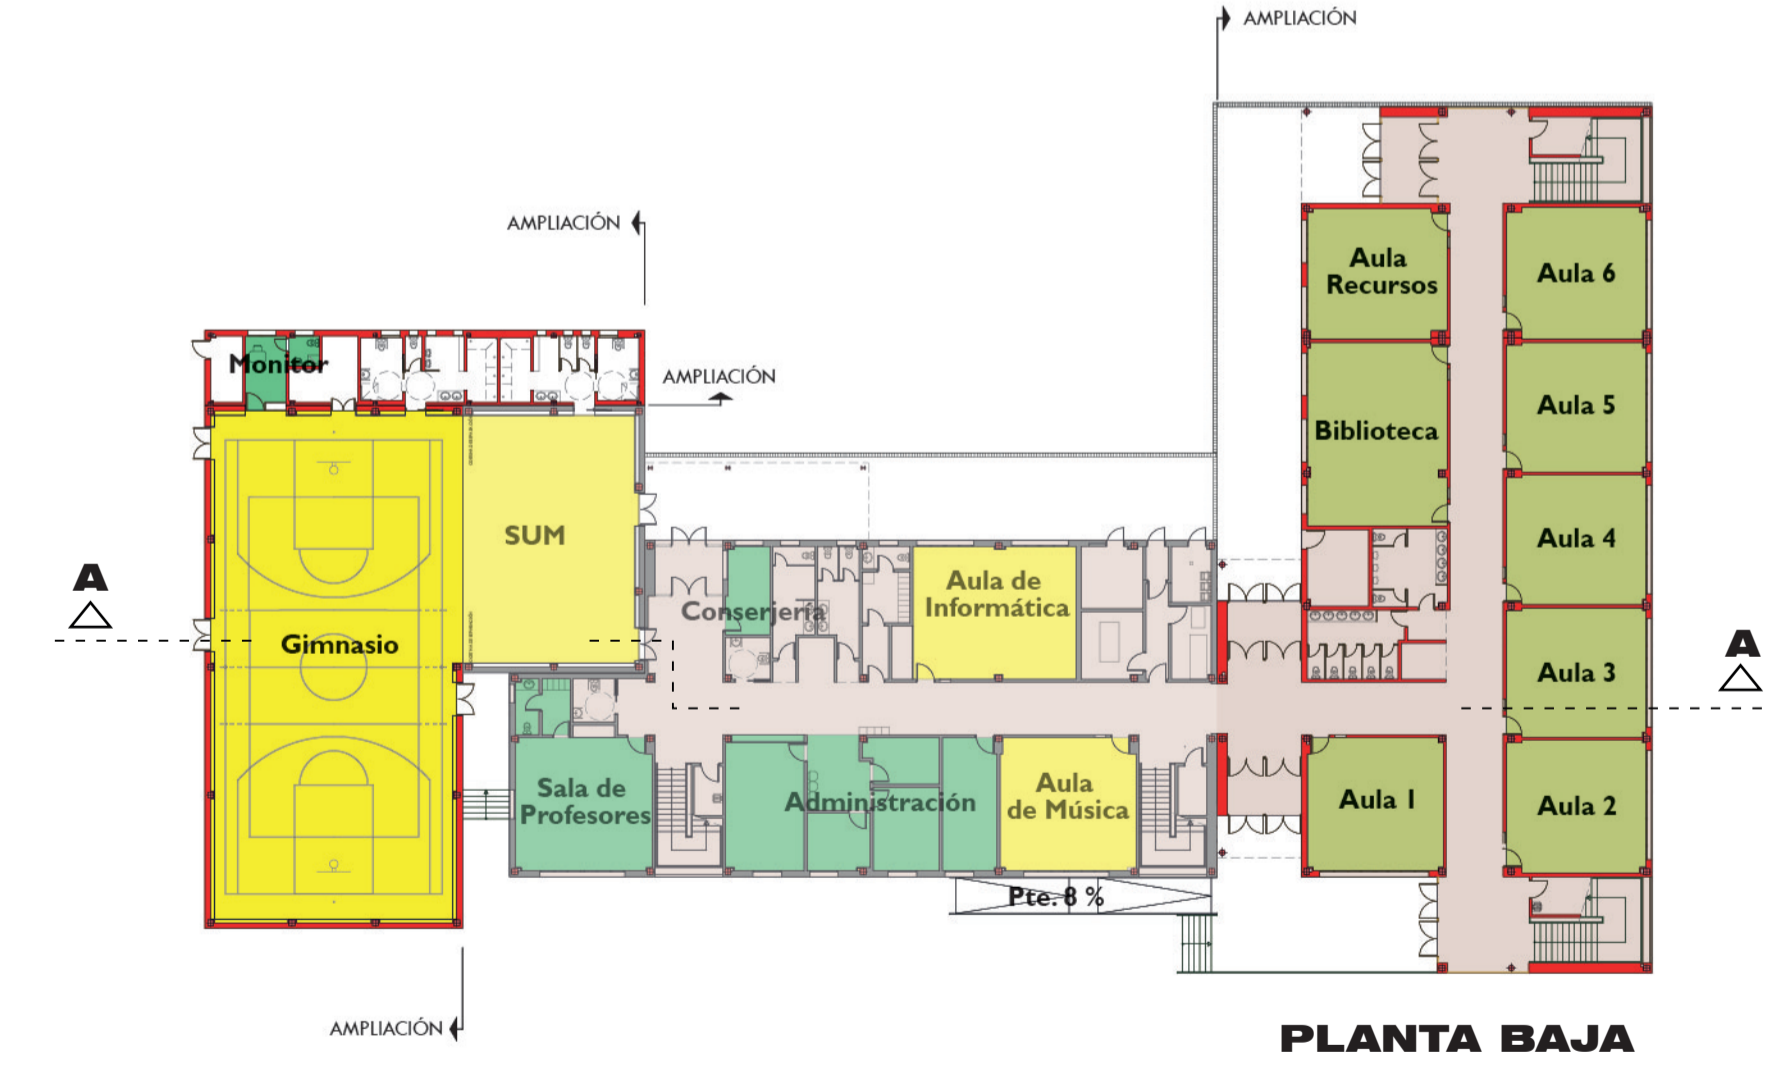 AMPLIACIÓN
AMPLIACIÓN
Aula
Recursos
Aula 6
Monitor
AMPLIACIÓN
Aula 5
Biblioteca
SUM
Aula 4
A
Aula de
Informática
Conserjería
Gimnasio
A
Aula 3
Sala de
Profesores
Administración
Aula
de Música
Aula 1
Aula 2
Pte. 8 %
AMPLIACIÓN
PLANTA BAJA